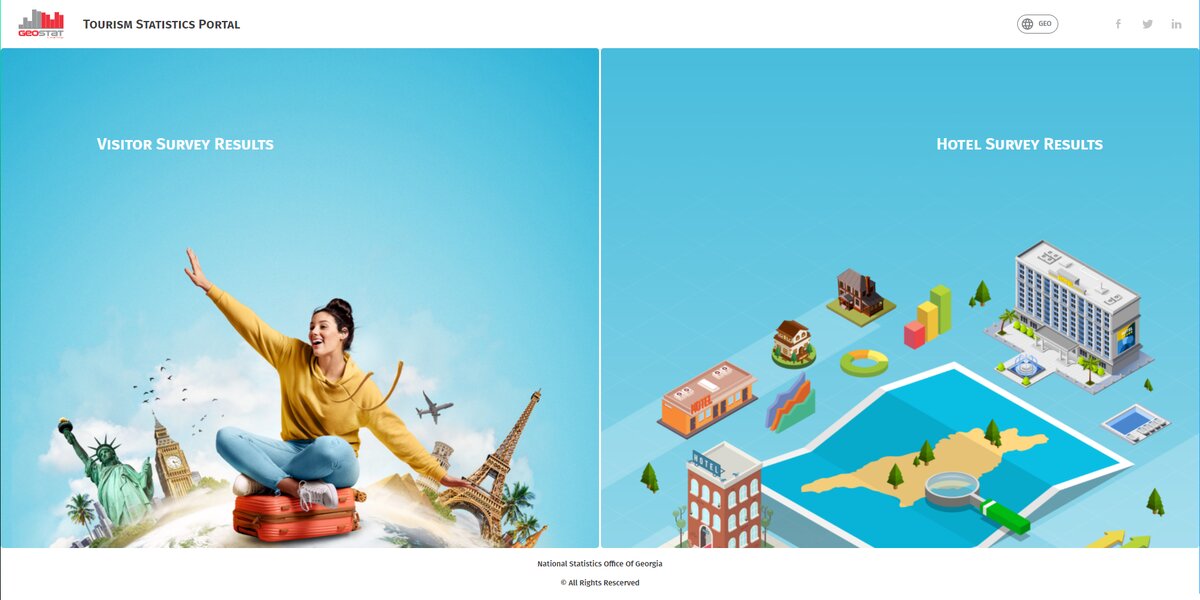 GEOSTAT
Tourism Statistics Portal
GEO
Visitor Survey Results
Hotel Survey Results
HOTEL
HOTEL
National Statistics Office Of Georgia
© All Rights Rescerved